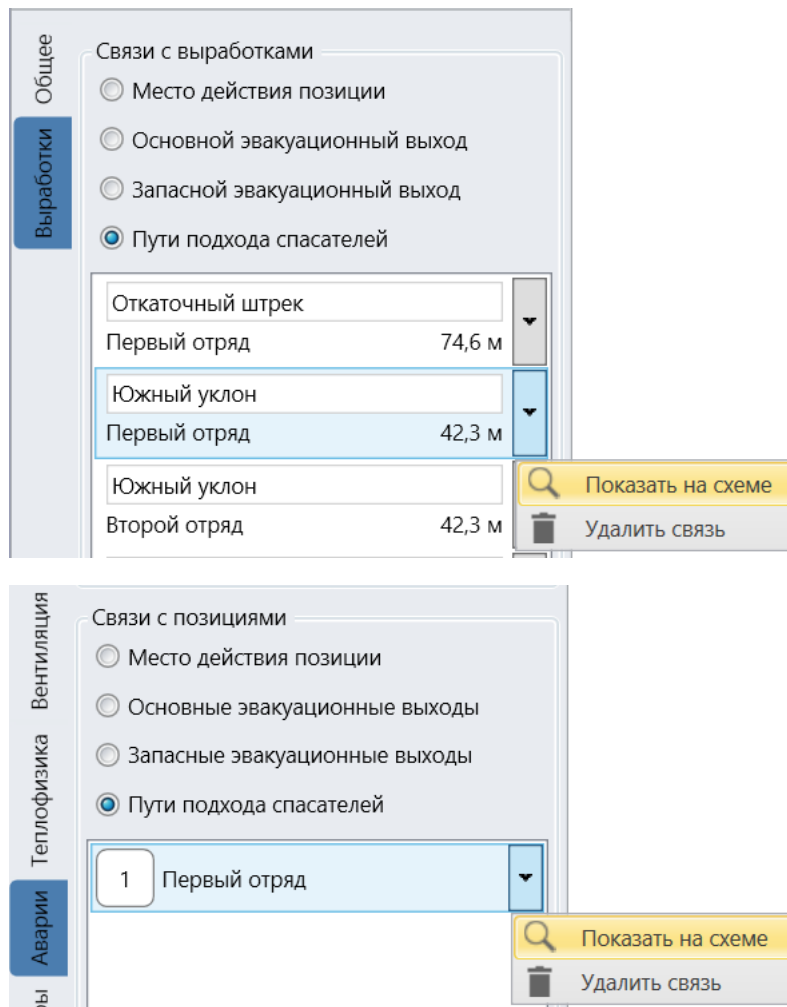 Общее
Выработки
Связи с выработками
Место действия позиции
Основной эвакуационный выход
Запасной эвакуационный выход
Пути подхода спасателей
Откаточный штрек
Первый отряд 74,6 м
Южный уклон
Первый отряд 42,3 м
Южный уклон
Второй отряд 42,3 м
Показать на схеме
Удалить связь
Вентиляция
Теплофизика
Аварии
ры
Связи с позициями
Место действия позиции
Основные эвакуационные выходы
Запасные эвакуационные выходы
Пути подхода спасателей
1 Первый отряд
Показать на схеме
Удалить связь